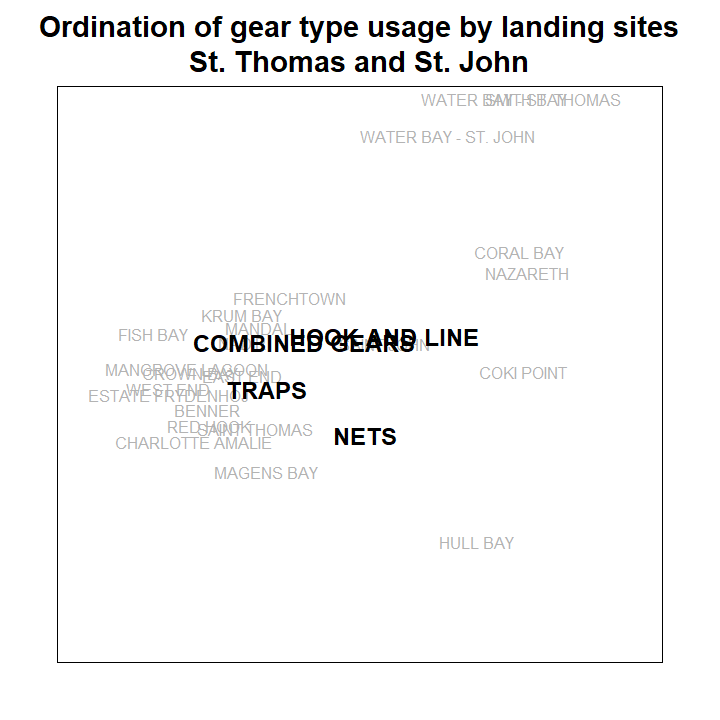 Ordination of gear type usage by landing sites
St. Thomas and St. John
WATER BAY - ST. THOMAS
SMITH BAY
WATER BAY - ST. JOHN
CORAL BAY
NAZARETH
FRENCHTOWN
KRUM BAY
MANDAL
FISH BAY
HOOK AND LINE
COMBINED GEARS
MANGROVE LAGOON
CROWN BAY
EAST END
COKI POINT
WEST END
TRAPS
ESTATE FRYDENHOJ
BENNER
RED HOOK
SAINT THOMAS
NETS
CHARLOTTE AMALIE
MAGENS BAY
HULL BAY